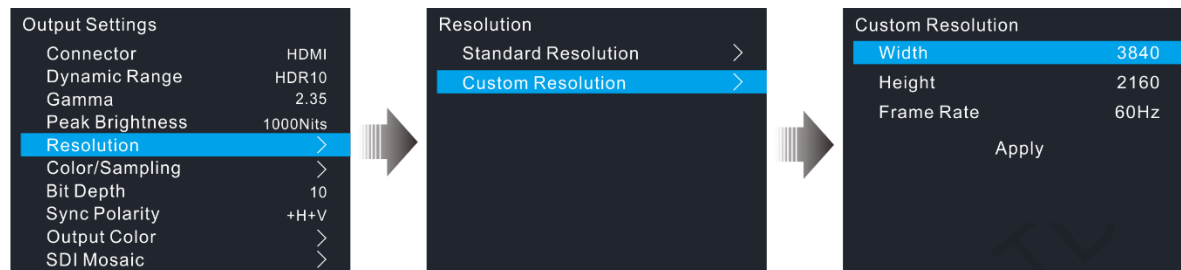 Output Settings
Connector HDMI
Dynamic Range HDR10
Gamma 2.35
Peak Brightness 1000Nits
Resolution >
Color/Sampling >
Bit Depth 10
Sync Polarity +H+V
Output Color >
SDI Mosaic >
Resolution
Standard Resolution >
Custom Resolution >
Custom Resolution
Width 3840
Height 2160
Frame Rate 60Hz
Apply